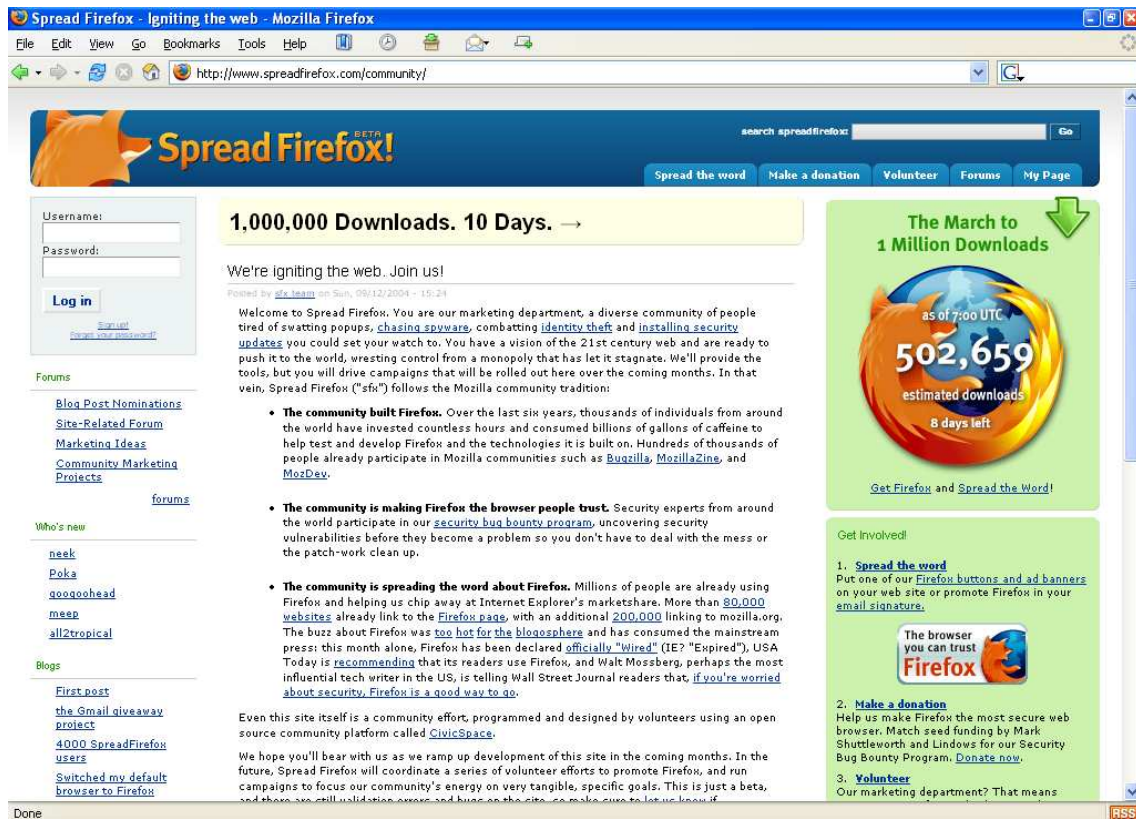 Spread Firefox - Igniting the web - Mozilla Firefox
File Edit View Go Bookmarks Tools Help
http://www.spreadfirefox.com/community/
G
Spread Firefox!
BETA
search spreadfirefox:
Go
Spread the word
Make a donation
Volunteer
Forums
My Page
Username:
Password:
Log in
Sign up!
Forgot your password?
Forums
Blog Post Nominations
Site-Related Forum
Marketing Ideas
Community Marketing
Projects
forums
Who's new
neek
Poka
googoohead
meep
all2tropical
Blogs
First post
the Gmail giveaway
project
4000 SpreadFirefox
users
Switched my default
browser to Firefox
1,000,000 Downloads. 10 Days. →
We're igniting the web. Join us!
Posted by sfx team on Sun, 09/12/2004 - 15:24
Welcome to Spread Firefox. You are our marketing department, a diverse community of people
tired of swatting popups, chasing spyware, combatting identity theft and installing security
updates you could set your watch to. You have a vision of the 21st century web and are ready to
push it to the world, wresting control from a monopoly that has let it stagnate. We'll provide the
tools, but you will drive campaigns that will be rolled out here over the coming months. In that
vein, Spread Firefox ("sfx") follows the Mozilla community tradition:
• The community built Firefox. Over the last six years, thousands of individuals from around
the world have invested countless hours and consumed billions of gallons of caffeine to
help test and develop Firefox and the technologies it is built on. Hundreds of thousands of
people already participate in Mozilla communities such as Bugzilla, MozillaZine, and
MozDev.
• The community is making Firefox the browser people trust. Security experts from around
the world participate in our security bug bounty program, uncovering security
vulnerabilities before they become a problem so you don't have to deal with the mess or
the patch-work clean up.
• The community is spreading the word about Firefox. Millions of people are already using
Firefox and helping us chip away at Internet Explorer's marketshare. More than 80,000
websites already link to the Firefox page, with an additional 200,000 linking to mozilla.org.
The buzz about Firefox was too hot for the blogosphere and has consumed the mainstream
press: this month alone, Firefox has been declared officially "Wired" (IE? "Expired"), USA
Today is recommending that its readers use Firefox, and Walt Mossberg, perhaps the most
influential tech writer in the US, is telling Wall Street Journal readers that, if you're worried
about security, Firefox is a good way to go.
Even this site itself is a community effort, programmed and designed by volunteers using an open
source community platform called CivicSpace.
We hope you'll bear with us as we ramp up development of this site in the coming months. In the
future, Spread Firefox will coordinate a series of volunteer efforts to promote Firefox, and run
campaigns to focus our community's energy on very tangible, specific goals. This is just a beta,
and there are still validation errors and bugs on the site, so make sure to let us know if
The March to
1 Million Downloads
as of 7:00 UTC
502,659
estimated downloads
8 days left
Get Firefox and Spread the Word!
Get Involved!
1. Spread the word
Put one of our Firefox buttons and ad banners
on your web site or promote Firefox in your
email signature.
The browser
you can trust
Firefox
2. Make a donation
Help us make Firefox the most secure web
browser. Match seed funding by Mark
Shuttleworth and Lindows for our Security
Bug Bounty Program. Donate now.
3. Volunteer
Our marketing department? That means
Done
RSS